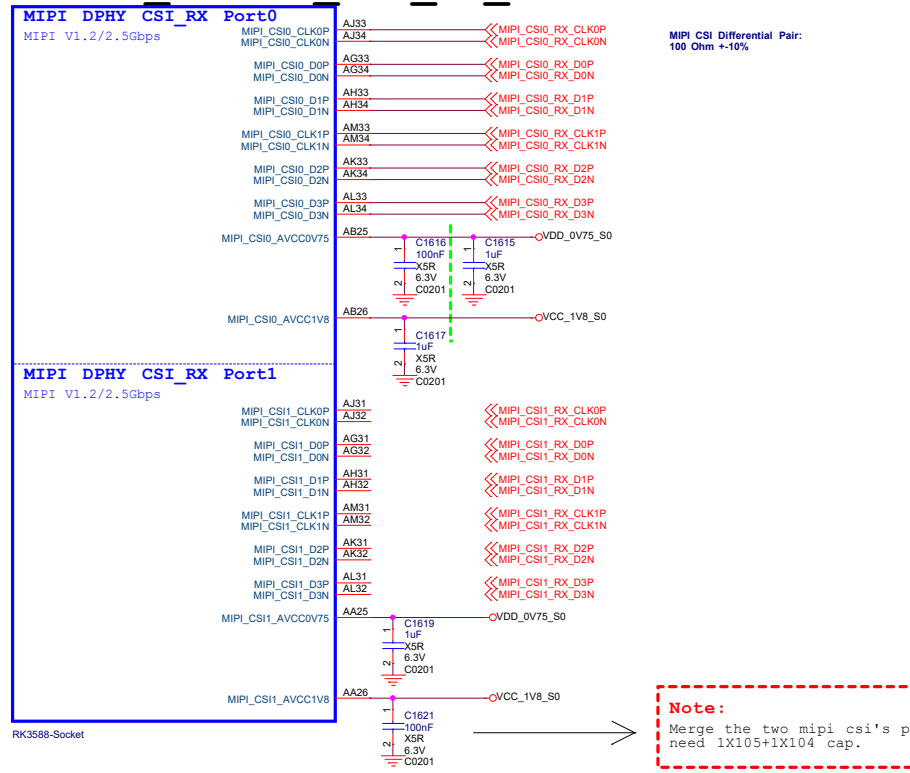 MIPI DPHY CSI_RX Port0
MIPI V1.2/2.5Gbps
MIPI CSI Differential Pair:
100 Ohm +-10%
MIPI_CSI0_CLK0P AJ33 MIPI_CSI0_RX_CLK0P
MIPI_CSI0_CLK0N AJ34 MIPI_CSI0_RX_CLK0N
MIPI_CSI0_D0P AG33 MIPI_CSI0_RX_D0P
MIPI_CSI0_D0N AG34 MIPI_CSI0_RX_D0N
MIPI_CSI0_D1P AH33 MIPI_CSI0_RX_D1P
MIPI_CSI0_D1N AH34 MIPI_CSI0_RX_D1N
MIPI_CSI0_CLK1P AM33 MIPI_CSI0_RX_CLK1P
MIPI_CSI0_CLK1N AM34 MIPI_CSI0_RX_CLK1N
MIPI_CSI0_D2P AK33 MIPI_CSI0_RX_D2P
MIPI_CSI0_D2N AK34 MIPI_CSI0_RX_D2N
MIPI_CSI0_D3P AL33 MIPI_CSI0_RX_D3P
MIPI_CSI0_D3N AL34 MIPI_CSI0_RX_D3N
MIPI_CSI0_AVCC0V75 AB25 VDD_0V75_S0
1 C1616 1 C1615
100nF 1uF
X5R X5R
2 6.3V 2 6.3V
C0201 C0201
MIPI_CSI0_AVCC1V8 AB26 VCC_1V8_S0
1 C1617
1uF
X5R
2 6.3V
C0201
MIPI DPHY CSI_RX Port1
MIPI V1.2/2.5Gbps
MIPI_CSI1_CLK0P AJ31 MIPI_CSI1_RX_CLK0P
MIPI_CSI1_CLK0N AJ32 MIPI_CSI1_RX_CLK0N
MIPI_CSI1_D0P AG31 MIPI_CSI1_RX_D0P
MIPI_CSI1_D0N AG32 MIPI_CSI1_RX_D0N
MIPI_CSI1_D1P AH31 MIPI_CSI1_RX_D1P
MIPI_CSI1_D1N AH32 MIPI_CSI1_RX_D1N
MIPI_CSI1_CLK1P AM31 MIPI_CSI1_RX_CLK1P
MIPI_CSI1_CLK1N AM32 MIPI_CSI1_RX_CLK1N
MIPI_CSI1_D2P AK31 MIPI_CSI1_RX_D2P
MIPI_CSI1_D2N AK32 MIPI_CSI1_RX_D2N
MIPI_CSI1_D3P AL31 MIPI_CSI1_RX_D3P
MIPI_CSI1_D3N AL32 MIPI_CSI1_RX_D3N
MIPI_CSI1_AVCC0V75 AA25 VDD_0V75_S0
1 C1619
1uF
X5R
2 6.3V
C0201
MIPI_CSI1_AVCC1V8 AA26 VCC_1V8_S0
1 C1621
100nF
X5R
2 6.3V
C0201
RK3588-Socket
Note:
Merge the two mipi csi's p
need 1X105+1X104 cap.